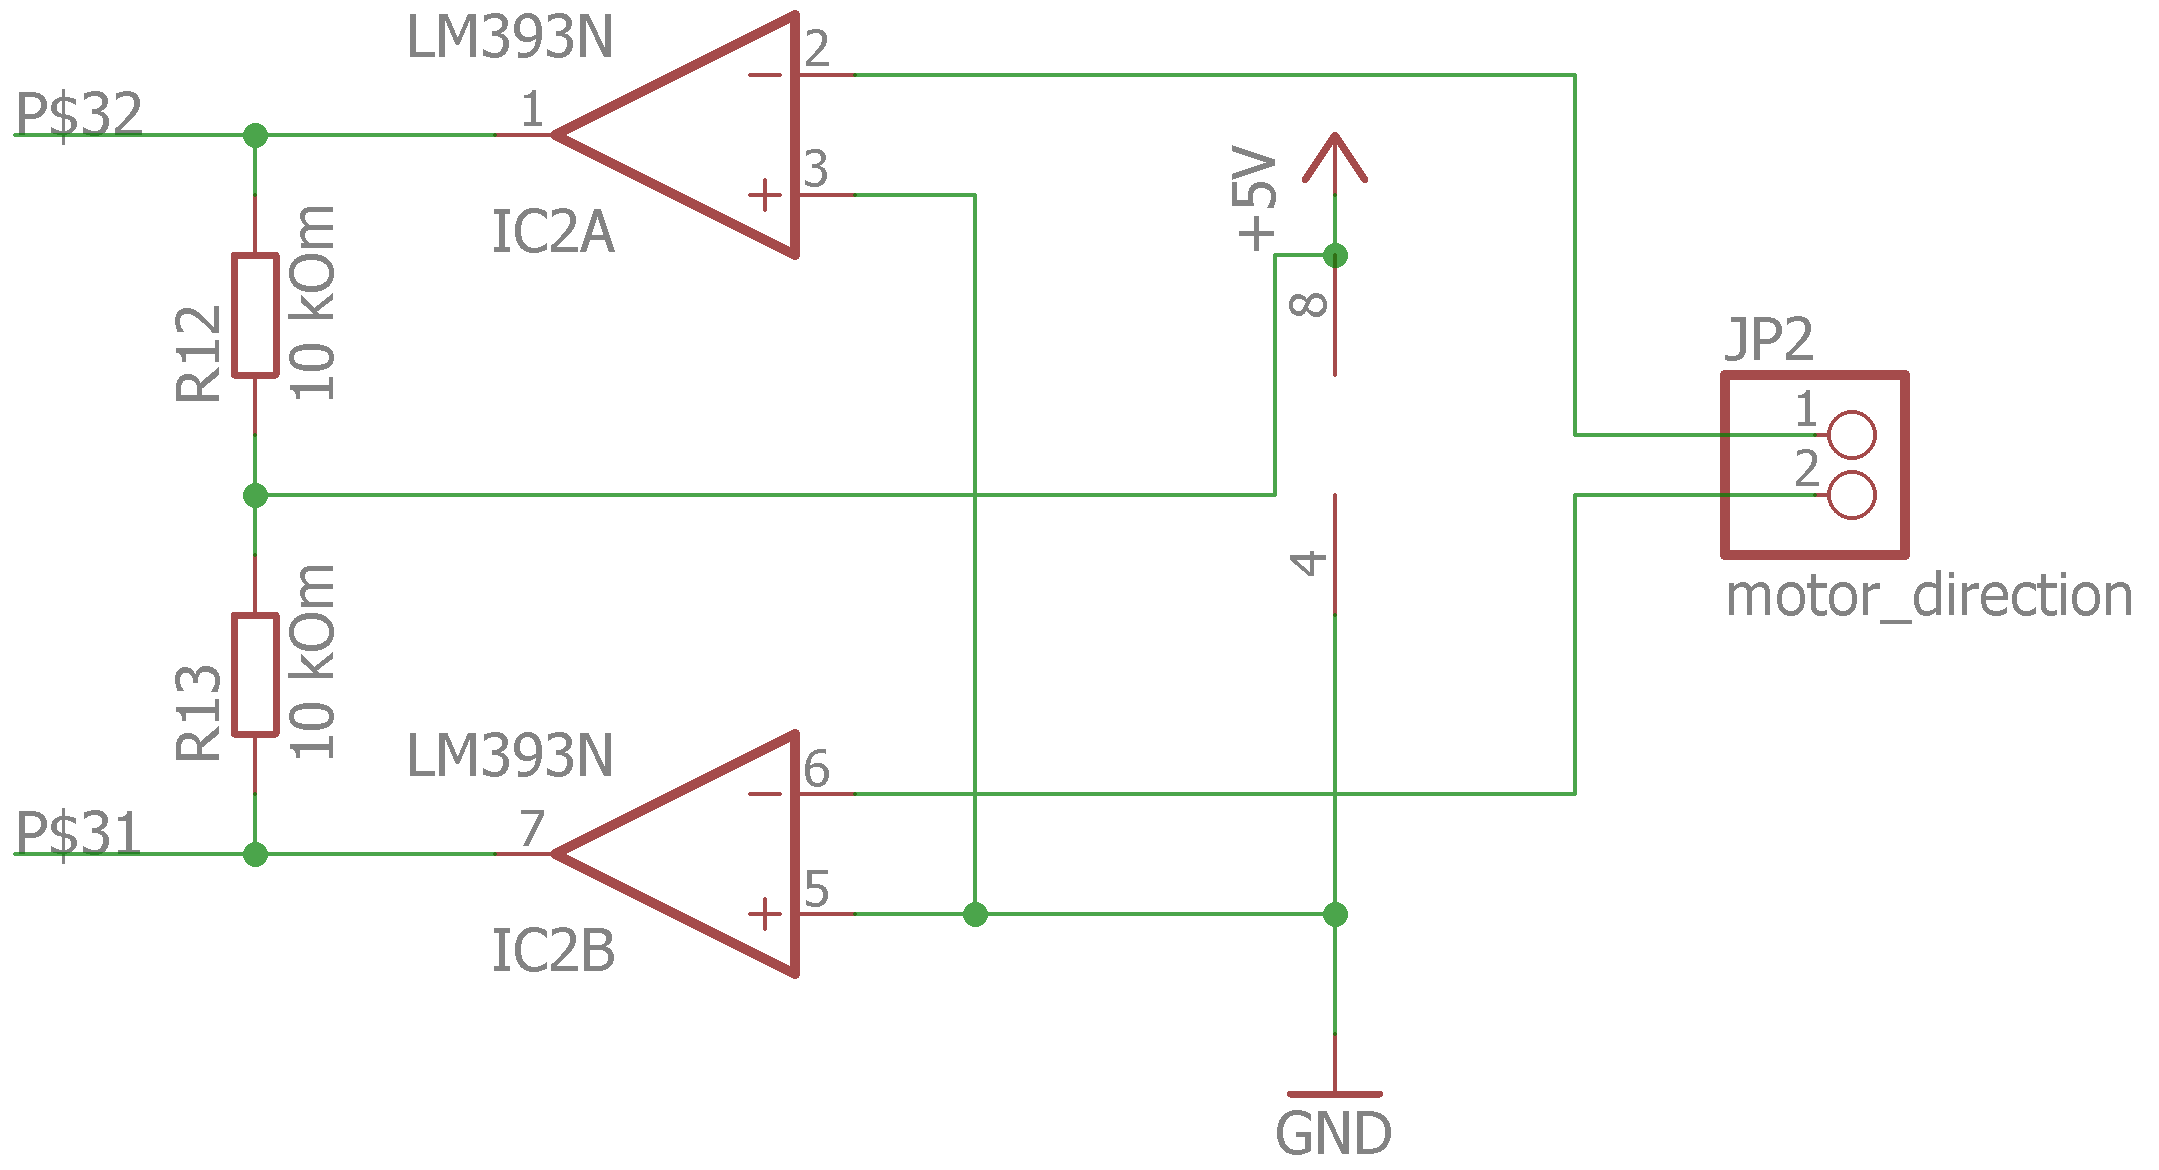 LM393N
2
P$32
1
3
IC2A
+5V
R12
10 kOm
8
JP2
1
2
4
motor_direction
R13
10 kOm
LM393N
6
P$31
7
5
IC2B
GND